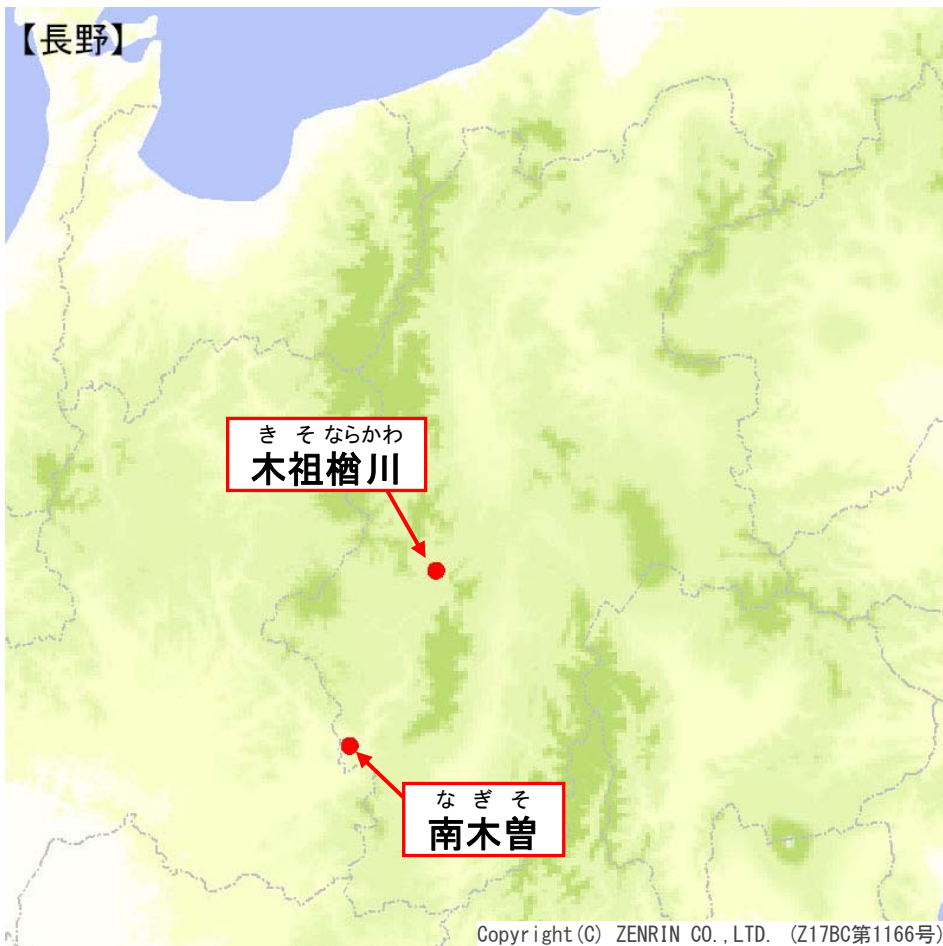 【長野】
き そ ならかわ
木祖楢川
な ぎ そ
南木曽
Copyright(C) ZENRIN CO.,LTD. (Z17BC第1166号)